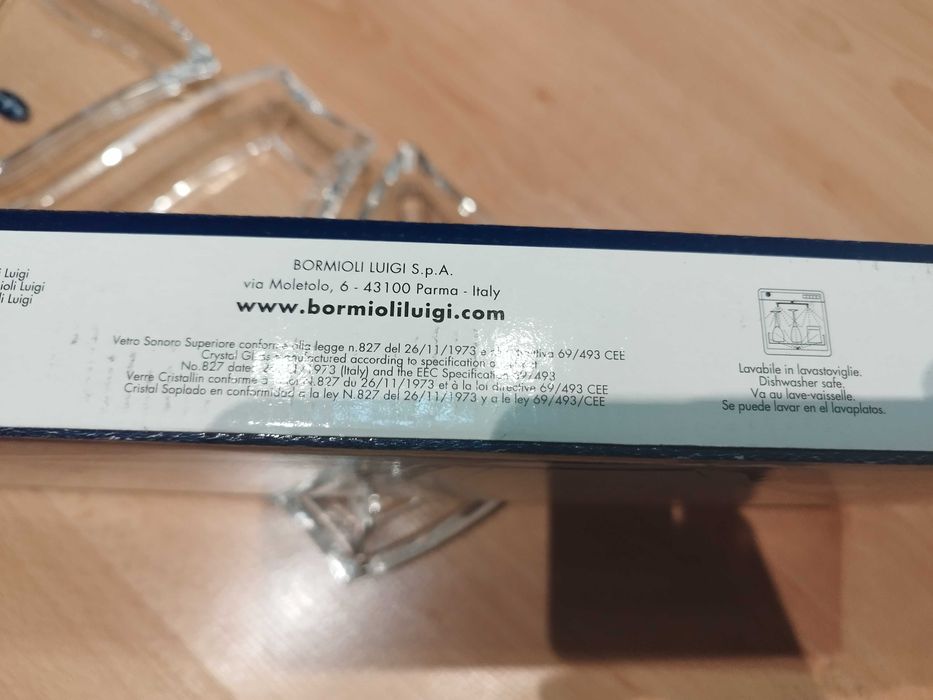 Luigi
ioli Luigi
li Luigi
BORMIOLI LUIGI S.p.A.
via Moletolo, 6 - 43100 Parma - Italy
www.bormioliluigi.com
Vetro Sonoro Superiore legge n.827 del 26/11/1973 e 69/493 CEE
Crystal according to specification
No.827 (Italy) and the EEC
Verre Cristallin conforme à N.827 du 26/11/1973 et à la loi directive 69/493 CEE
Cristal Soplado en conformidad a la ley N.827 del 26/11/1973 y a le ley 69/493/CEE
Lavabile in lavastoviglie.
Dishwasher safe.
Va au lave-vaisselle.
Se puede lavar en el lavaplatos.